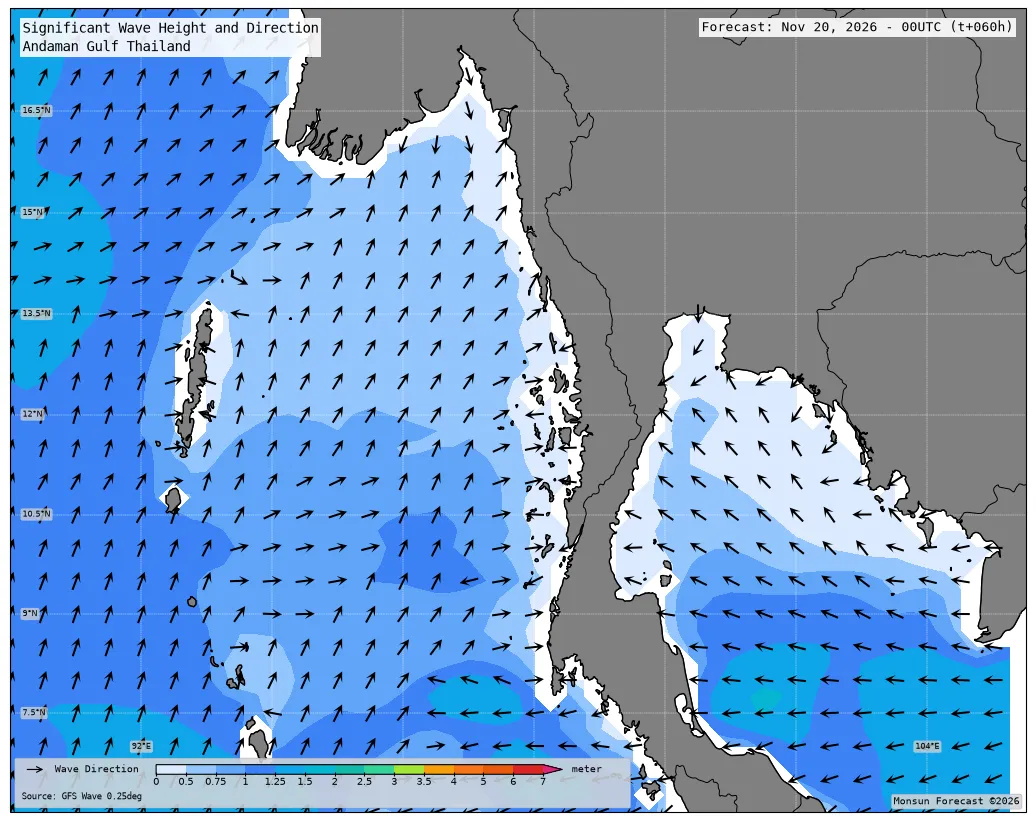 Significant Wave Height and Direction
Andaman Gulf Thailand
Forecast: Nov 20, 2026 - 00UTC (t+060h)
16.5°N
15°N
13.5°N
12°N
10.5°N
9°N
7.5°N
92°E
104°E
Wave Direction
0.5 0.75 1 1.25 1.5 2 2.5 3 3.5 4 5 6 7 meter
Source: GFS Wave 0.25deg
Monsun Forecast ©2026